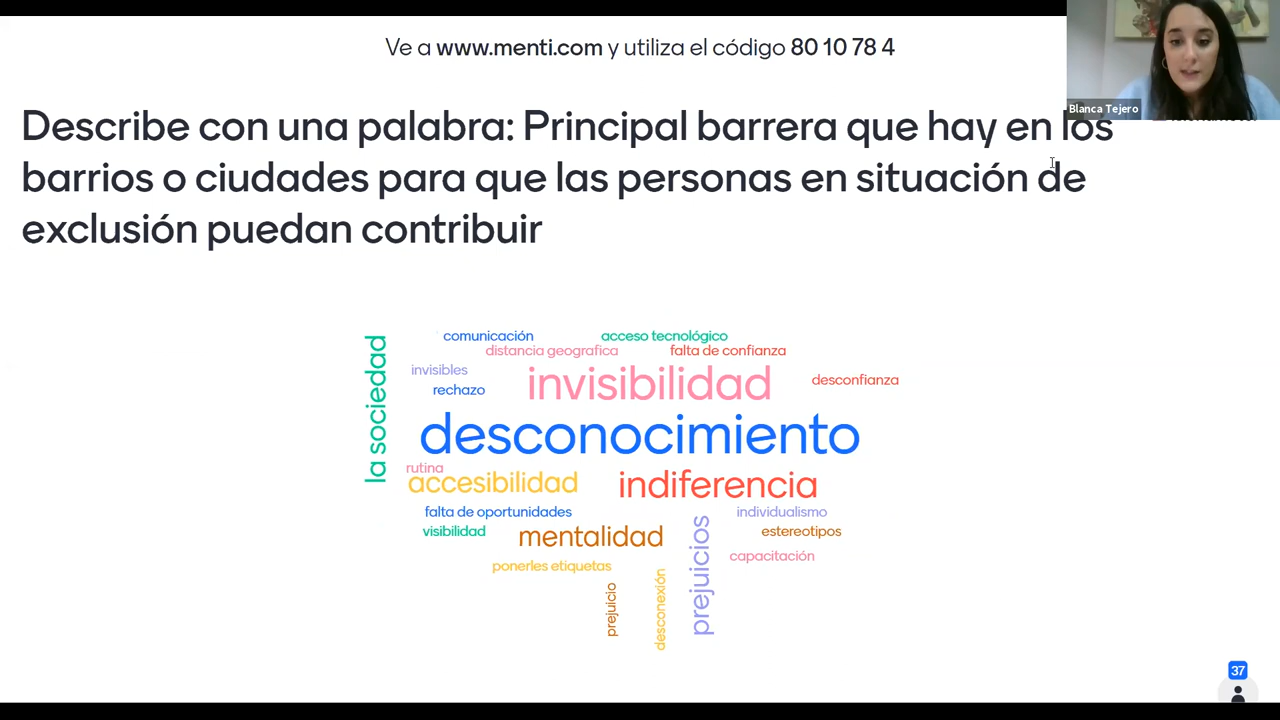 Ve a www.menti.com y utiliza el código 80 10 78 4
Blanca Tejero
Describe con una palabra: Principal barrera que hay en los
barrios o ciudades para que las personas en situación de
exclusión puedan contribuir
comunicación
acceso tecnológico
distancia geografica
falta de confianza
la sociedad
invisibles
invisibilidad
desconfianza
rechazo
desconocimiento
rutina
accesibilidad
indiferencia
falta de oportunidades
individualismo
visibilidad
mentalidad
prejuicios
estereotipos
capacitación
ponerles etiquetas
prejuicio
desconexión
37